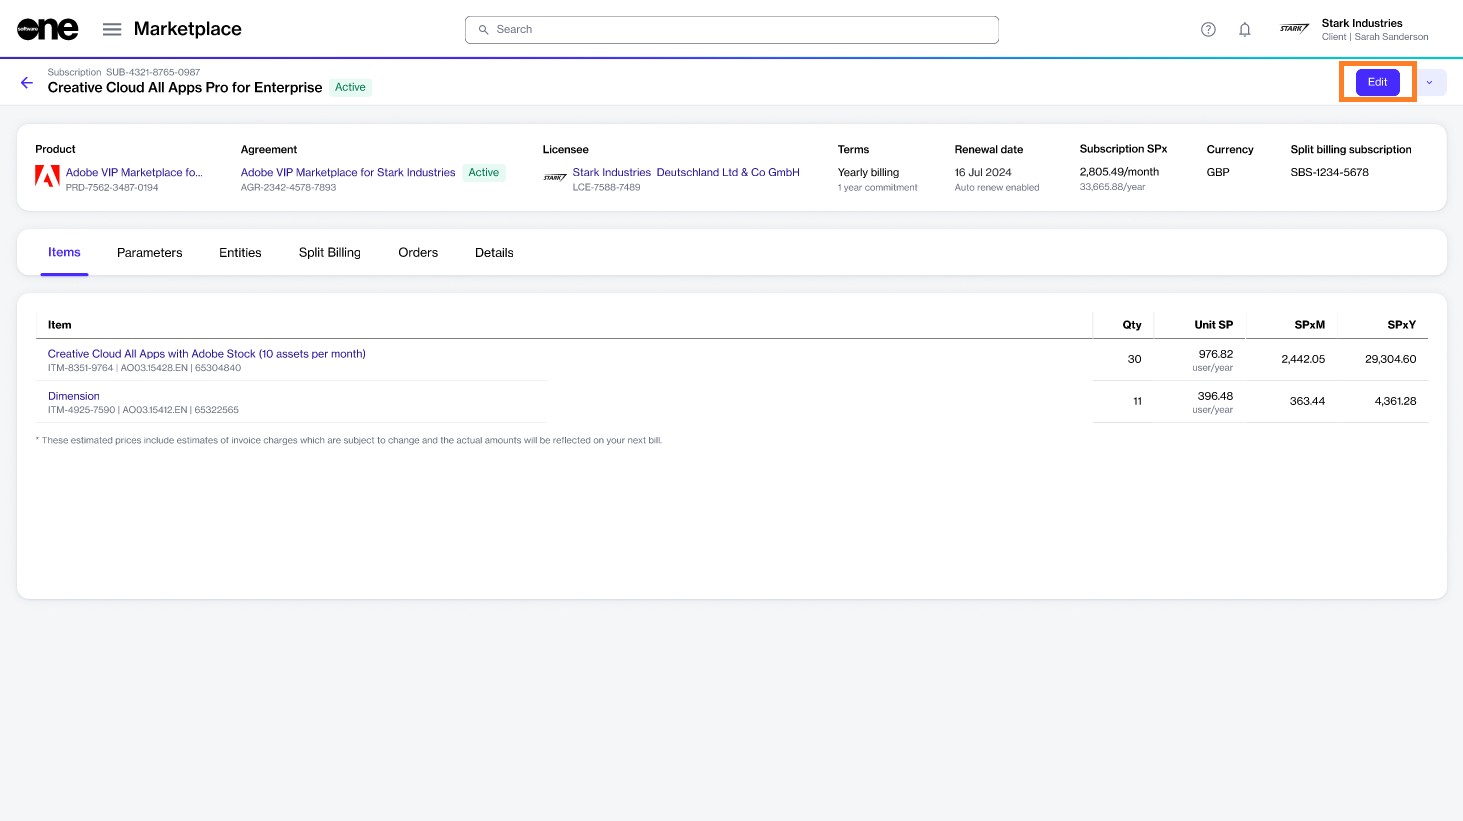 software one
Marketplace
Search
STARK
Stark Industries
Client | Sarah Sanderson
Subscription SUB-4321-8765-0987
Creative Cloud All Apps Pro for Enterprise Active
Edit
Product
Adobe VIP Marketplace fo...
PRD-7562-3487-0194
Agreement
Adobe VIP Marketplace for Stark Industries Active
AGR-2342-4578-7893
Licensee
STARK
Stark Industries Deutschland Ltd & Co GmbH
LCE-7588-7489
Terms
Yearly billing
1 year commitment
Renewal date
16 Jul 2024
Auto renew enabled
Subscription SPx
2,805.49/month
33,665.88/year
Currency
GBP
Split billing subscription
SBS-1234-5678
Items Parameters Entities Split Billing Orders Details
Item Qty Unit SP SPxM SPxY
Creative Cloud All Apps with Adobe Stock (10 assets per month)
ITM-8351-9764 | AO03.15428.EN | 65304840
30
976.82
user/year
2,442.05
29,304.60
Dimension
ITM-4925-7590 | AO03.15412.EN | 65322565
11
396.48
user/year
363.44
4,361.28
* These estimated prices include estimates of invoice charges which are subject to change and the actual amounts will be reflected on your next bill.